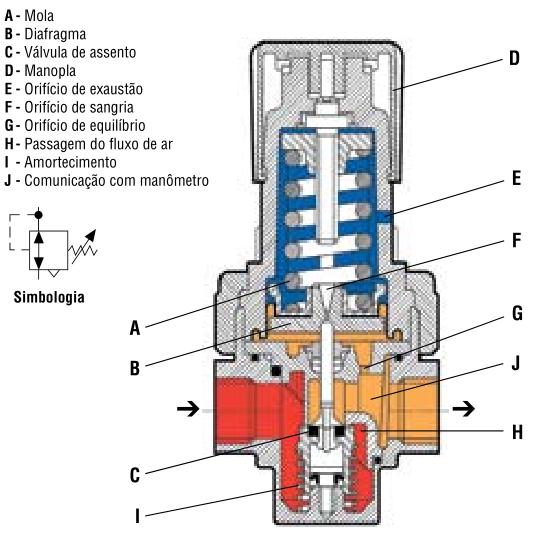 A - Mola
B - Diafragma
C - Válvula de assento
D - Manopla
E - Orifício de exaustão
F - Orifício de sangria
G - Orifício de equilíbrio
H - Passagem do fluxo de ar
I - Amortecimento
J - Comunicação com manômetro
Simbologia
D
E
F
A
G
B
J
H
C
I